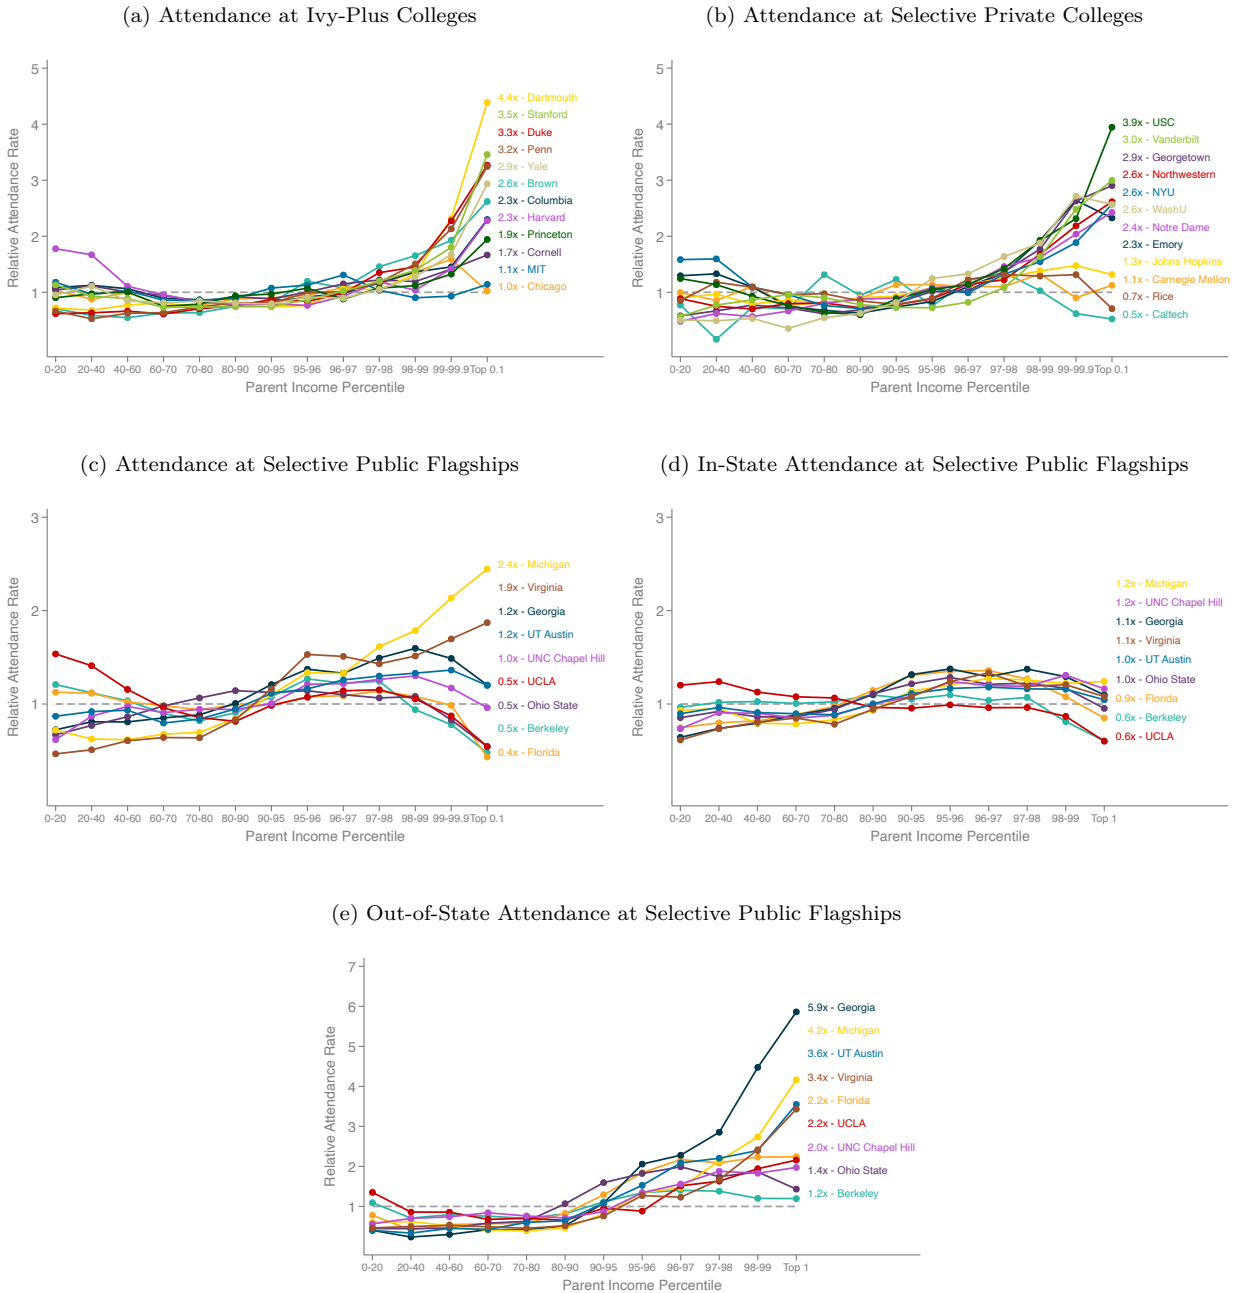 (a) Attendance at Ivy-Plus Colleges
5
4
3
2
1
Relative Attendance Rate
4.4x - Dartmouth
3.5x - Stanford
3.3x - Duke
3.2x - Penn
2.9x - Yale
2.6x - Brown
2.3x - Columbia
2.3x - Harvard
1.9x - Princeton
1.7x - Cornell
1.1x - MIT
1.0x - Chicago
0-20 20-40 40-60 60-70 70-80 80-90 90-95 95-96 96-97 97-98 98-99 99-99.9 Top 0.1
Parent Income Percentile
(b) Attendance at Selective Private Colleges
5
4
3
2
1
Relative Attendance Rate
3.9x - USC
3.0x - Vanderbilt
2.9x - Georgetown
2.6x - Northwestern
2.6x - NYU
2.6x - WashU
2.4x - Notre Dame
2.3x - Emory
1.3x - Johns Hopkins
1.1x - Carnegie Mellon
0.7x - Rice
0.5x - Caltech
0-20 20-40 40-60 60-70 70-80 80-90 90-95 95-96 96-97 97-98 98-99 99-99.9 Top 0.1
Parent Income Percentile
(c) Attendance at Selective Public Flagships
3
2
1
Relative Attendance Rate
2.4x - Michigan
1.9x - Virginia
1.2x - Georgia
1.2x - UT Austin
1.0x - UNC Chapel Hill
0.5x - UCLA
0.5x - Ohio State
0.5x - Berkeley
0.4x - Florida
0-20 20-40 40-60 60-70 70-80 80-90 90-95 95-96 96-97 97-98 98-99 99-99.9 Top 0.1
Parent Income Percentile
(d) In-State Attendance at Selective Public Flagships
3
2
1
Relative Attendance Rate
1.2x - Michigan
1.2x - UNC Chapel Hill
1.1x - Georgia
1.1x - Virginia
1.0x - UT Austin
1.0x - Ohio State
0.9x - Florida
0.6x - Berkeley
0.6x - UCLA
0-20 20-40 40-60 60-70 70-80 80-90 90-95 95-96 96-97 97-98 98-99 Top 1
Parent Income Percentile
(e) Out-of-State Attendance at Selective Public Flagships
7
6
5
4
3
2
1
Relative Attendance Rate
5.9x - Georgia
4.2x - Michigan
3.6x - UT Austin
3.4x - Virginia
2.2x - Florida
2.2x - UCLA
2.0x - UNC Chapel Hill
1.4x - Ohio State
1.2x - Berkeley
0-20 20-40 40-60 60-70 70-80 80-90 90-95 95-96 96-97 97-98 98-99 Top 1
Parent Income Percentile